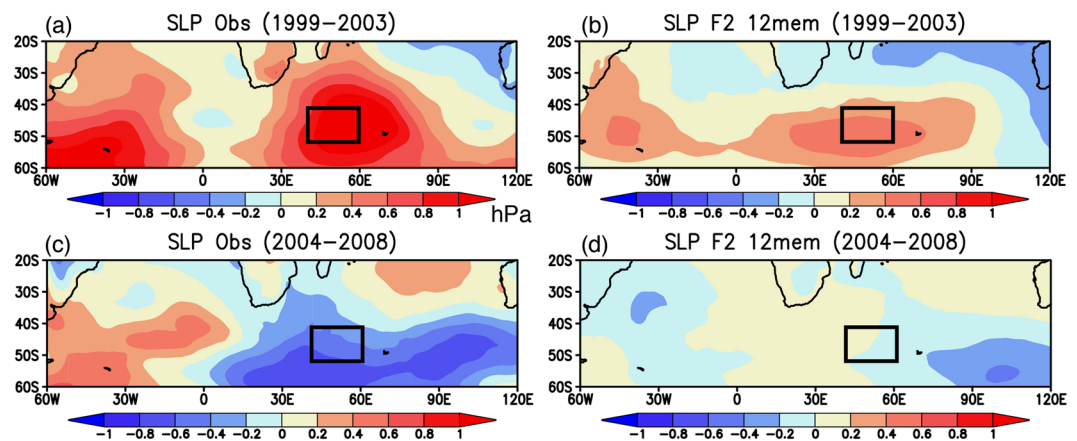 (a) SLP Obs (1999−2003)
20S
30S
40S
50S
60S
60W 30W 0 30E 60E 90E 120E
−1 −0.8 −0.6 −0.4 −0.2 0 0.2 0.4 0.6 0.8 1
hPa
(b) SLP F2 12mem (1999−2003)
20S
30S
40S
50S
60S
60W 30W 0 30E 60E 90E 120E
−1 −0.8 −0.6 −0.4 −0.2 0 0.2 0.4 0.6 0.8 1
(c) SLP Obs (2004−2008)
20S
30S
40S
50S
60S
60W 30W 0 30E 60E 90E 120E
−1 −0.8 −0.6 −0.4 −0.2 0 0.2 0.4 0.6 0.8 1
(d) SLP F2 12mem (2004−2008)
20S
30S
40S
50S
60S
60W 30W 0 30E 60E 90E 120E
−1 −0.8 −0.6 −0.4 −0.2 0 0.2 0.4 0.6 0.8 1